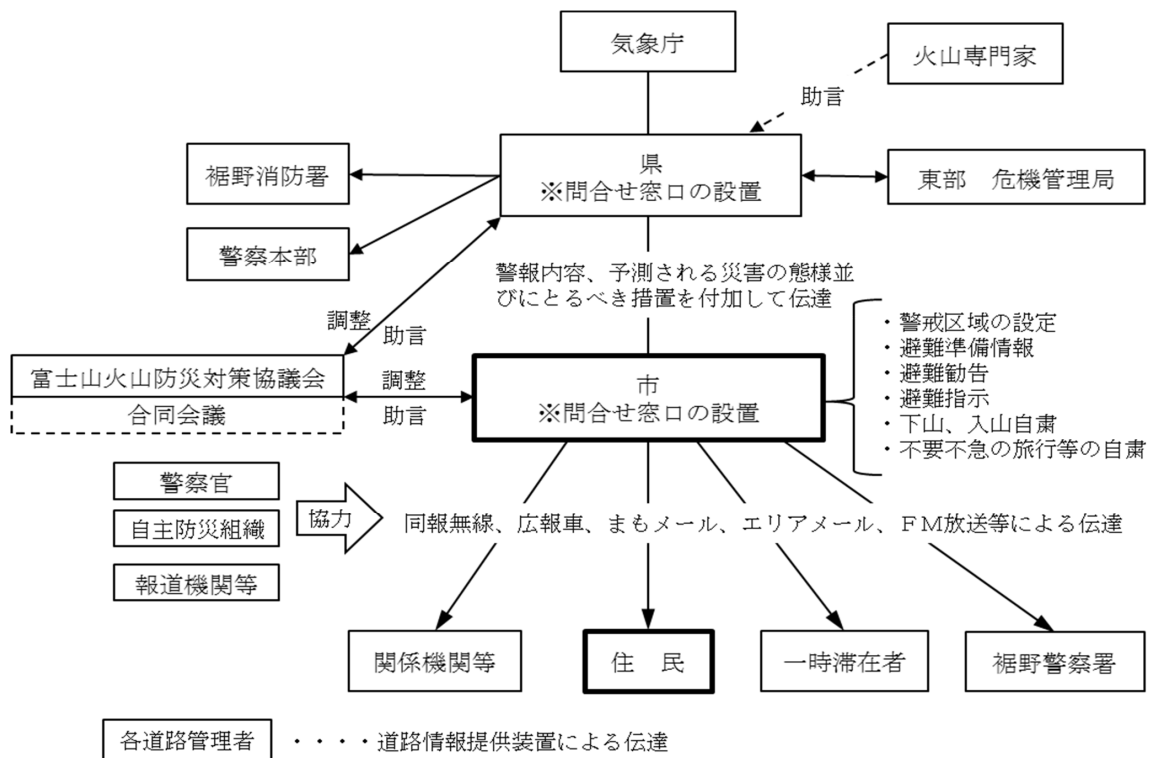 気象庁
火山専門家
助言
県
※問合せ窓口の設置
裾野消防署
東部　危機管理局
警察本部
警報内容、予測される災害の態様並
びにとるべき措置を付加して伝達
調整
助言
・警戒区域の設定
・避難準備情報
・避難勧告
・避難指示
・下山、入山自粛
・不要不急の旅行等の自粛
富士山火山防災対策協議会
合同会議
調整
助言
市
※問合せ窓口の設置
警察官
自主防災組織
報道機関等
協力
同報無線、広報車、まもメール、エリアメール、ＦＭ放送等による伝達
関係機関等
住　民
一時滞在者
裾野警察署
各道路管理者
・・・・道路情報提供装置による伝達